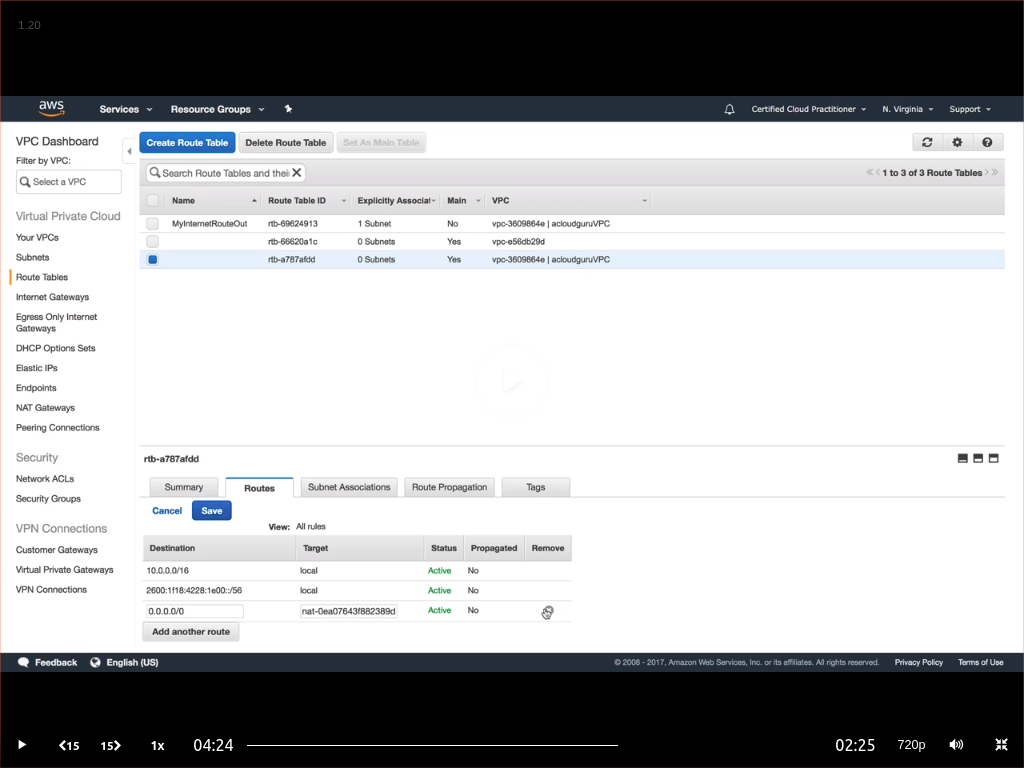 1.20
aws Services Resource Groups Certified Cloud Practitioner N. Virginia Support
VPC Dashboard
Filter by VPC:
Select a VPC
Virtual Private Cloud
Your VPCs
Subnets
Route Tables
Internet Gateways
Egress Only Internet
Gateways
DHCP Options Sets
Elastic IPs
Endpoints
NAT Gateways
Peering Connections
Security
Network ACLs
Security Groups
VPN Connections
Customer Gateways
Virtual Private Gateways
VPN Connections
Create Route Table Delete Route Table Set As Main Table
Search Route Tables and thei 1 to 3 of 3 Route Tables
Name Route Table ID Explicitly Associat Main VPC
MyInternetRouteOut rtb-69624913 1 Subnet No vpc-3609864e | acloudguruVPC
rtb-66620a1c 0 Subnets Yes vpc-e56db29d
rtb-a787afdd 0 Subnets Yes vpc-3609864e | acloudguruVPC
rtb-a787afdd
Summary Routes Subnet Associations Route Propagation Tags
Cancel Save
View: All rules
Destination Target Status Propagated Remove
10.0.0.0/16 local Active No
2600:1f18:4228:1e00::/56 local Active No
0.0.0.0/0 nat-0ea07643f882389d Active No
Add another route
Feedback English (US) © 2008 - 2017, Amazon Web Services, Inc. or its affiliates. All rights reserved. Privacy Policy Terms of Use
15 15 1x 04:24 02:25 720p